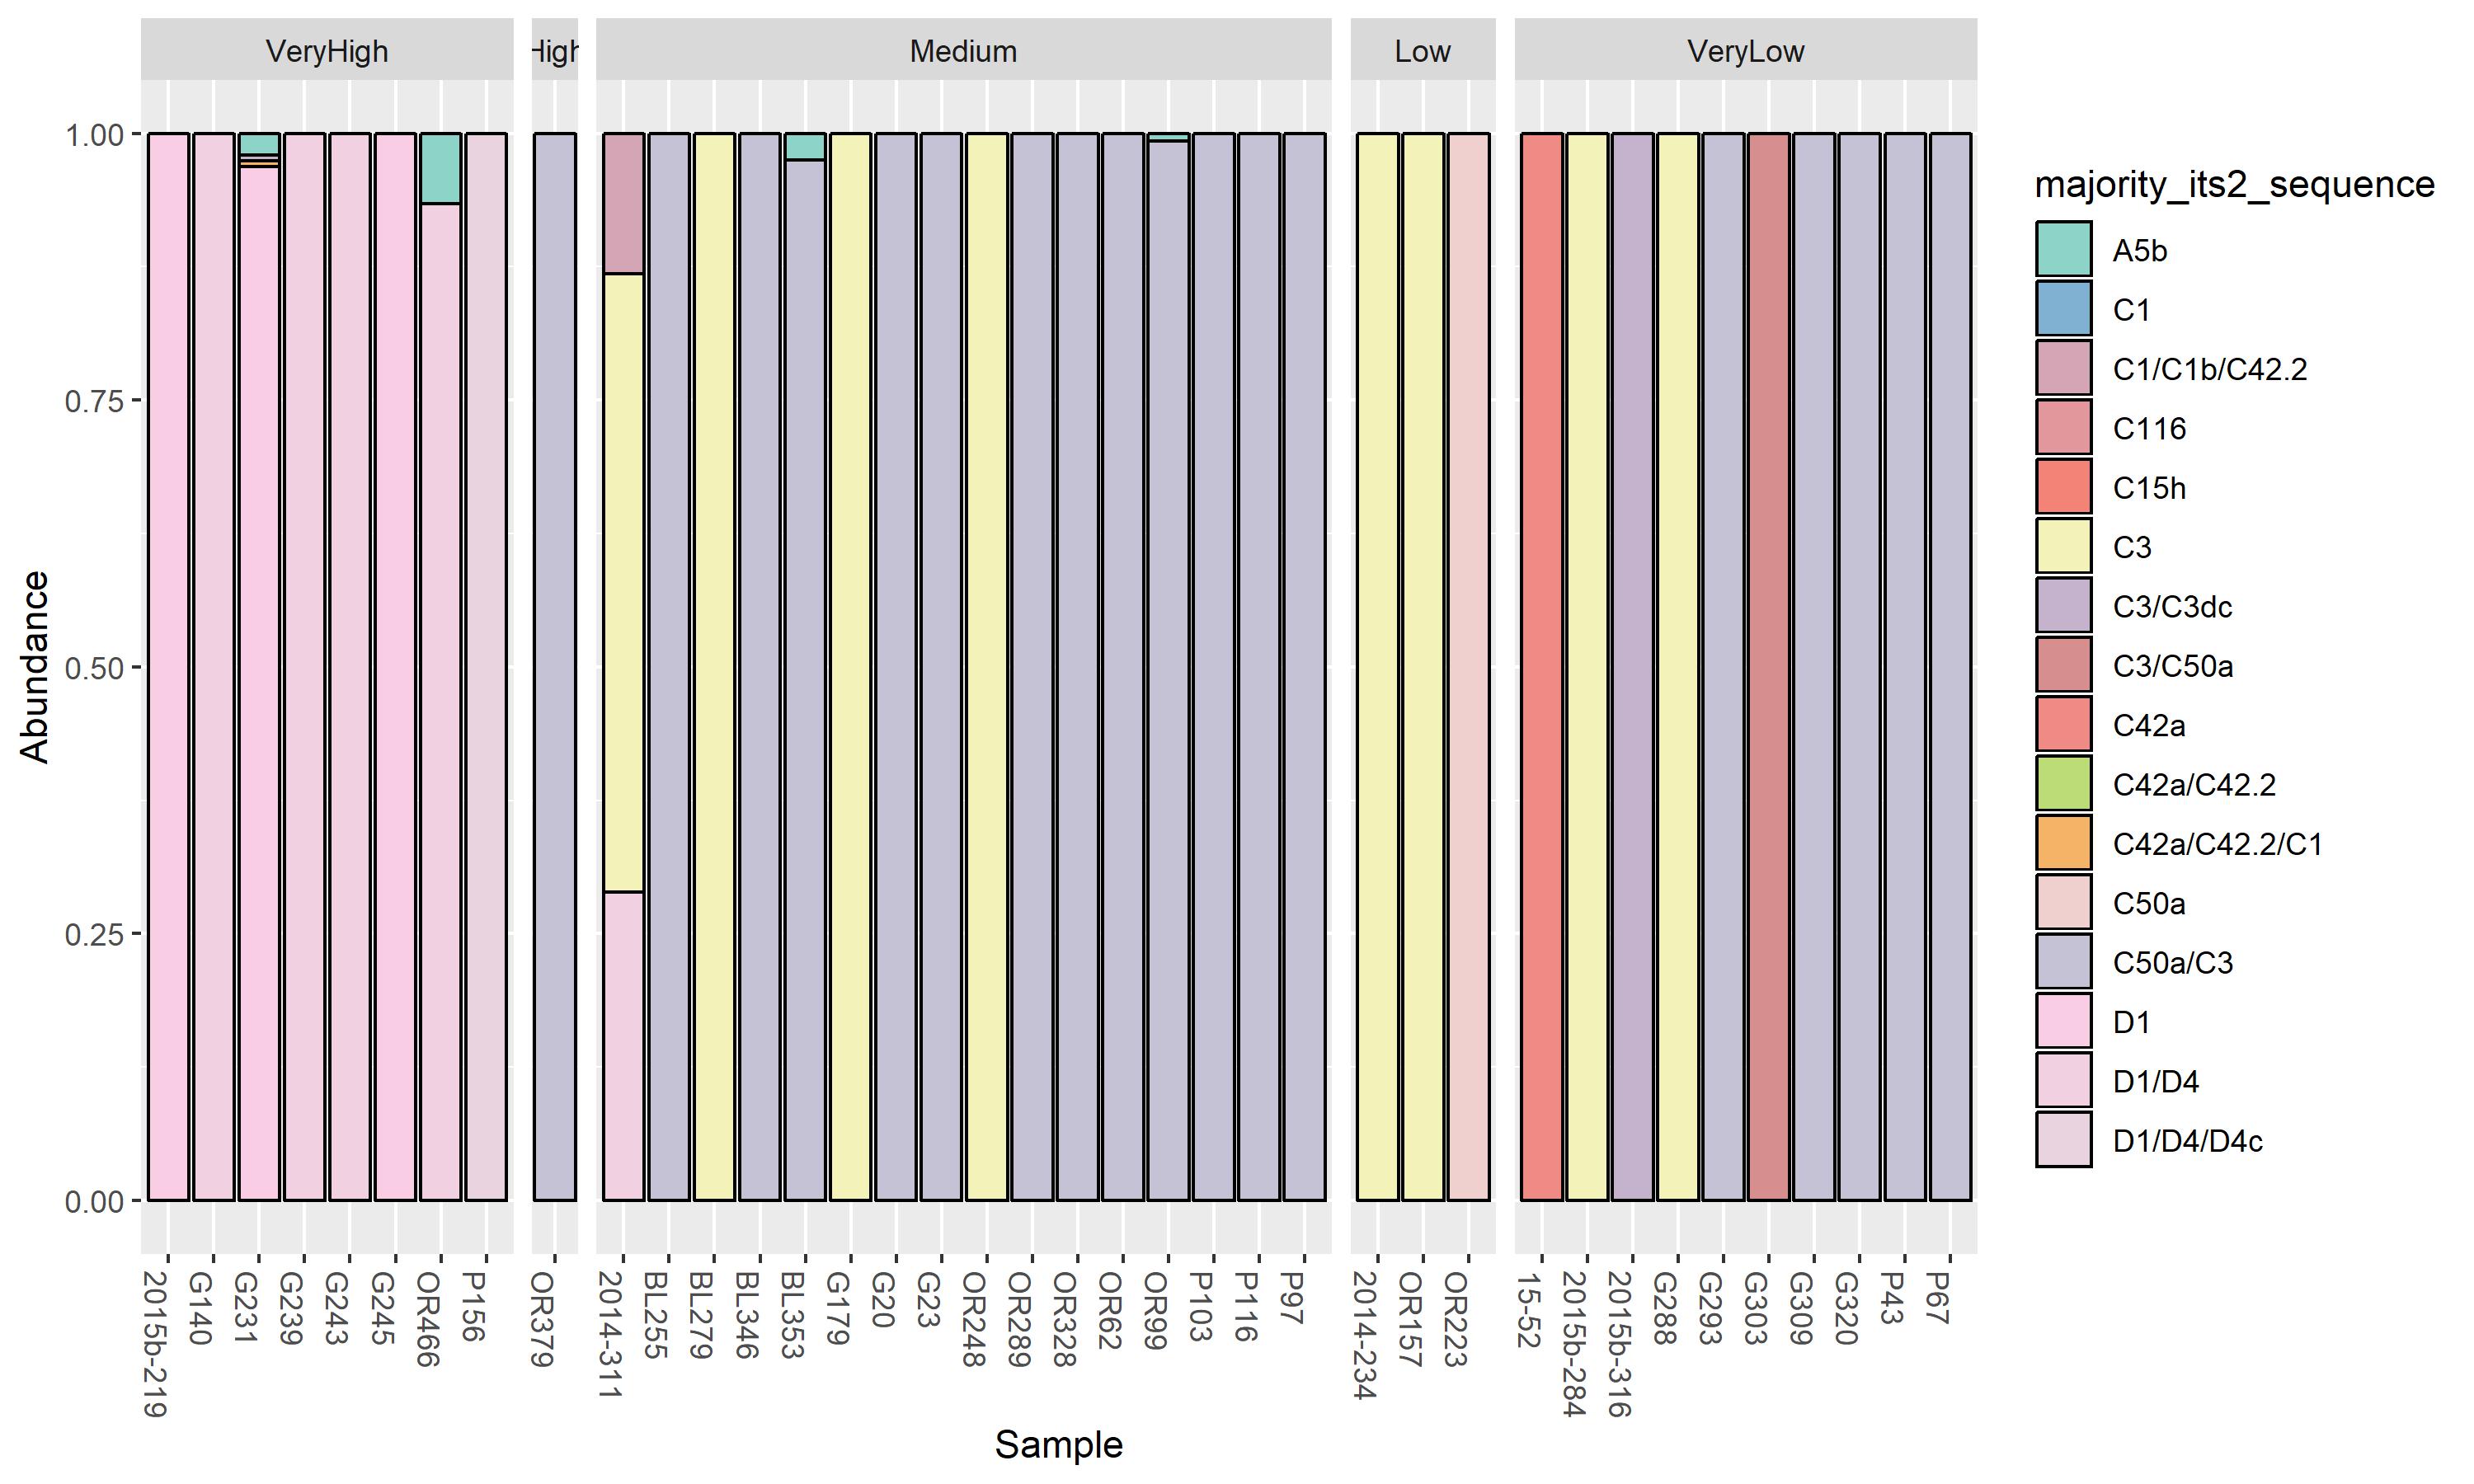 VeryHigh
High
Medium
Low
VeryLow
Abundance
1.00
0.75
0.50
0.25
0.00
2015b-219
G140
G231
G239
G243
G245
OR466
P156
OR379
2014-311
BL255
BL279
BL346
BL353
G179
G20
G23
OR248
OR289
OR328
OR62
OR99
P103
P116
P97
2014-234
OR157
OR223
15-52
2015b-284
2015b-316
G288
G293
G303
G309
G320
P43
P67
Sample
majority_its2_sequence
A5b
C1
C1/C1b/C42.2
C116
C15h
C3
C3/C3dc
C3/C50a
C42a
C42a/C42.2
C42a/C42.2/C1
C50a
C50a/C3
D1
D1/D4
D1/D4/D4c